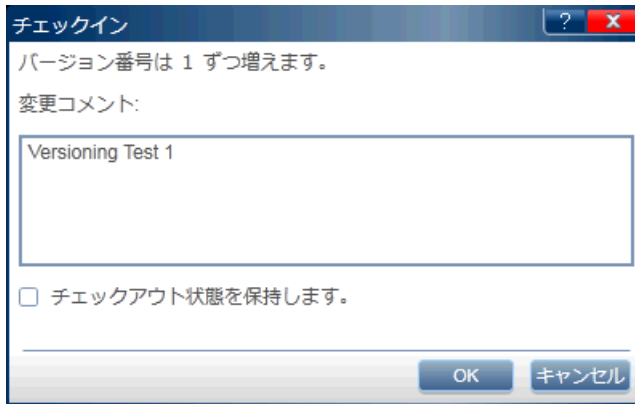 チェックイン
? X
バージョン番号は 1 ずつ増えます。
変更コメント:
Versioning Test 1
チェックアウト状態を保持します。
OK キャンセル